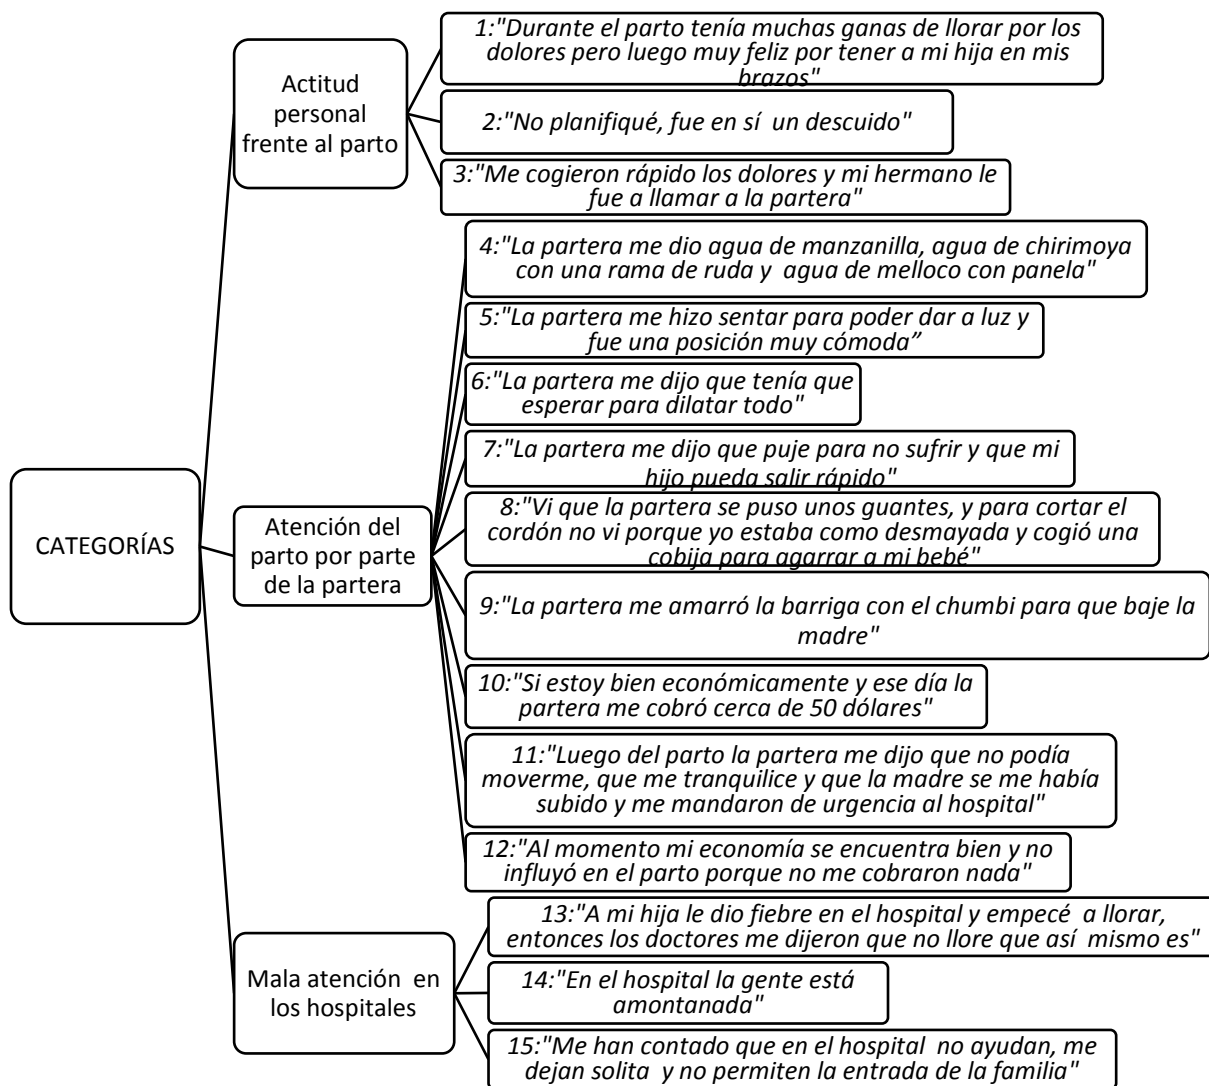 CATEGORÍAS
Actitud
personal
frente al parto
1:"Durante el parto tenía muchas ganas de llorar por los
dolores pero luego muy feliz por tener a mi hija en mis
brazos"
2:"No planifiqué, fue en sí  un descuido"
3:"Me cogieron rápido los dolores y mi hermano le
fue a llamar a la partera"
Atención del
parto por parte
de la partera
4:"La partera me dio agua de manzanilla, agua de chirimoya
con una rama de ruda y  agua de melloco con panela"
5:"La partera me hizo sentar para poder dar a luz y
fue una posición muy cómoda”
6:"La partera me dijo que tenía que
esperar para dilatar todo"
7:"La partera me dijo que puje para no sufrir y que mi
hijo pueda salir rápido"
8:"Vi que la partera se puso unos guantes, y para cortar el
cordón no vi porque yo estaba como desmayada y cogió una
cobija para agarrar a mi bebé"
9:"La partera me amarró la barriga con el chumbi para que baje la
madre"
10:"Si estoy bien económicamente y ese día la
partera me cobró cerca de 50 dólares"
11:"Luego del parto la partera me dijo que no podía
moverme, que me tranquilice y que la madre se me había
subido y me mandaron de urgencia al hospital"
12:"Al momento mi economía se encuentra bien y no
influyó en el parto porque no me cobraron nada"
Mala atención  en
los hospitales
13:"A mi hija le dio fiebre en el hospital y empecé  a llorar,
entonces los doctores me dijeron que no llore que así  mismo es"
14:"En el hospital la gente está
amontanada"
15:"Me han contado que en el hospital  no ayudan, me
dejan solita  y no permiten la entrada de la familia"